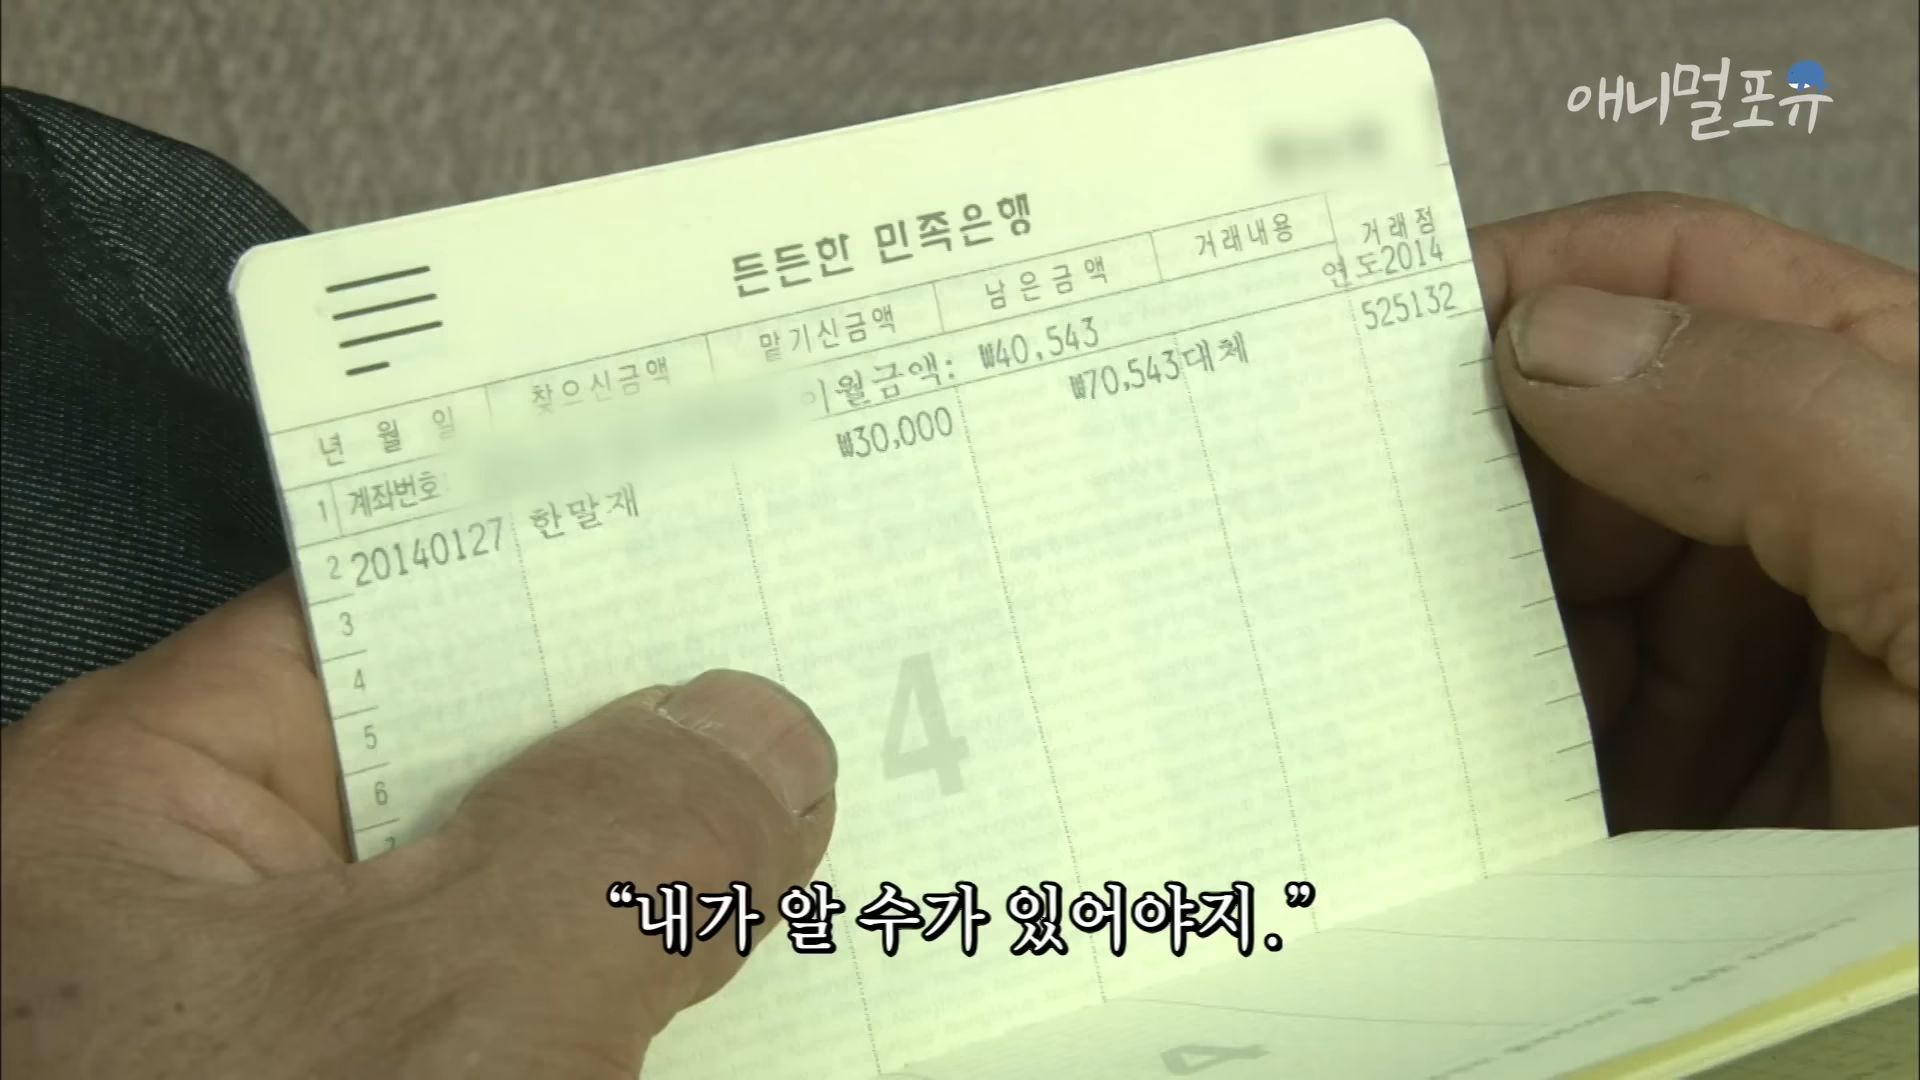 애니멀포유
든든한 민족은행
년 월 일 찾으신금액 맡기신금액 남은금액 거래내용 거래점
1 계좌번호 이월금액: ₩40,543 연도2014
2 20140127 한말재 ₩30,000 ₩70,543 대체 525132
3
4
5
6
7
4
“내가 알 수가 있어야지.”
4